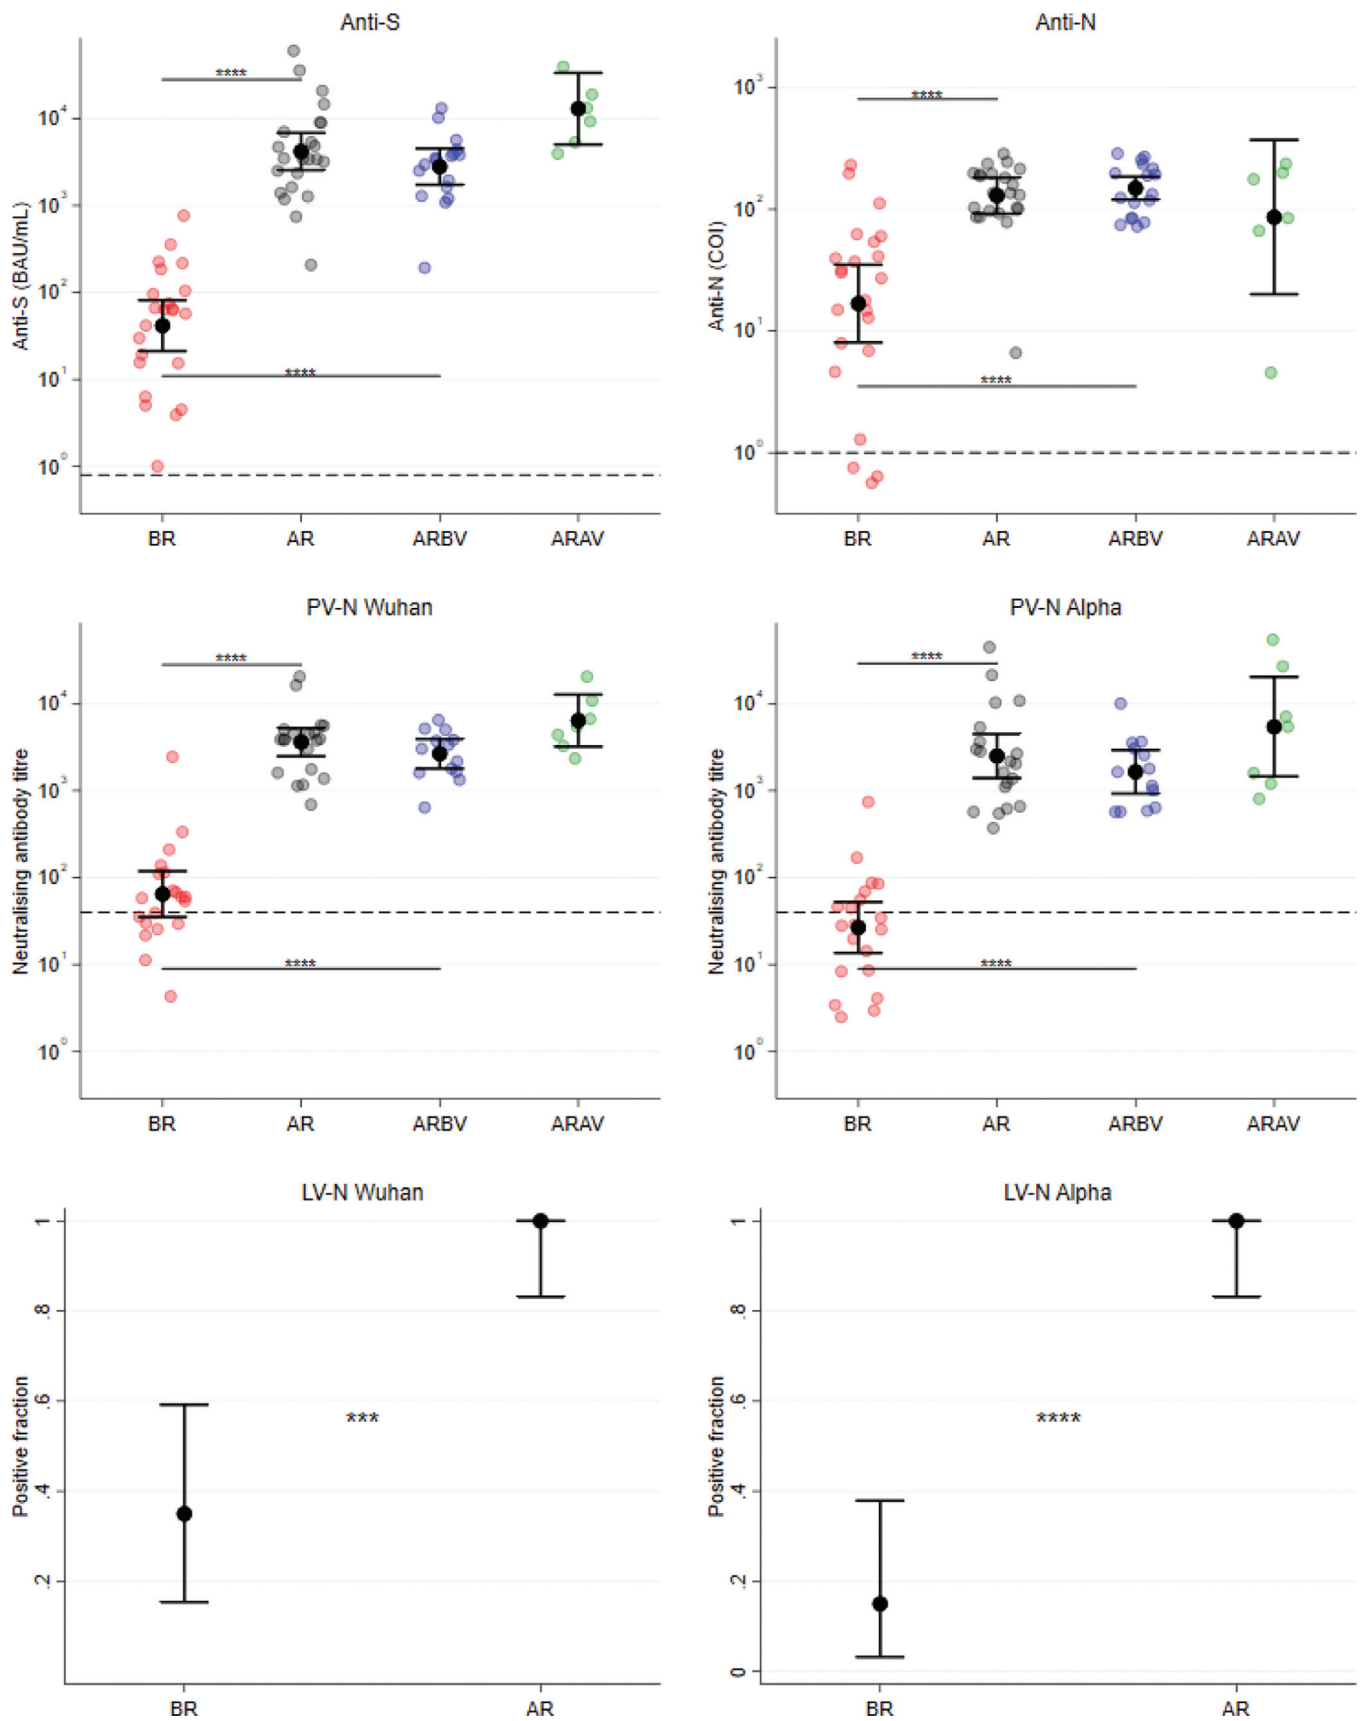 Anti-S
Anti-S (BAU/mL)
10⁴
10³
10²
10¹
10⁰
****
****
BR AR ARBV ARAV
Anti-N
Anti-N (COI)
10³
10²
10¹
10⁰
****
****
BR AR ARBV ARAV
PV-N Wuhan
Neutralising antibody titre
10⁴
10³
10²
10¹
10⁰
****
****
BR AR ARBV ARAV
PV-N Alpha
Neutralising antibody titre
10⁴
10³
10²
10¹
10⁰
****
****
BR AR ARBV ARAV
LV-N Wuhan
Positive fraction
1
.8
.6
.4
.2
***
BR AR
LV-N Alpha
Positive fraction
1
.8
.6
.4
.2
0
****
BR AR